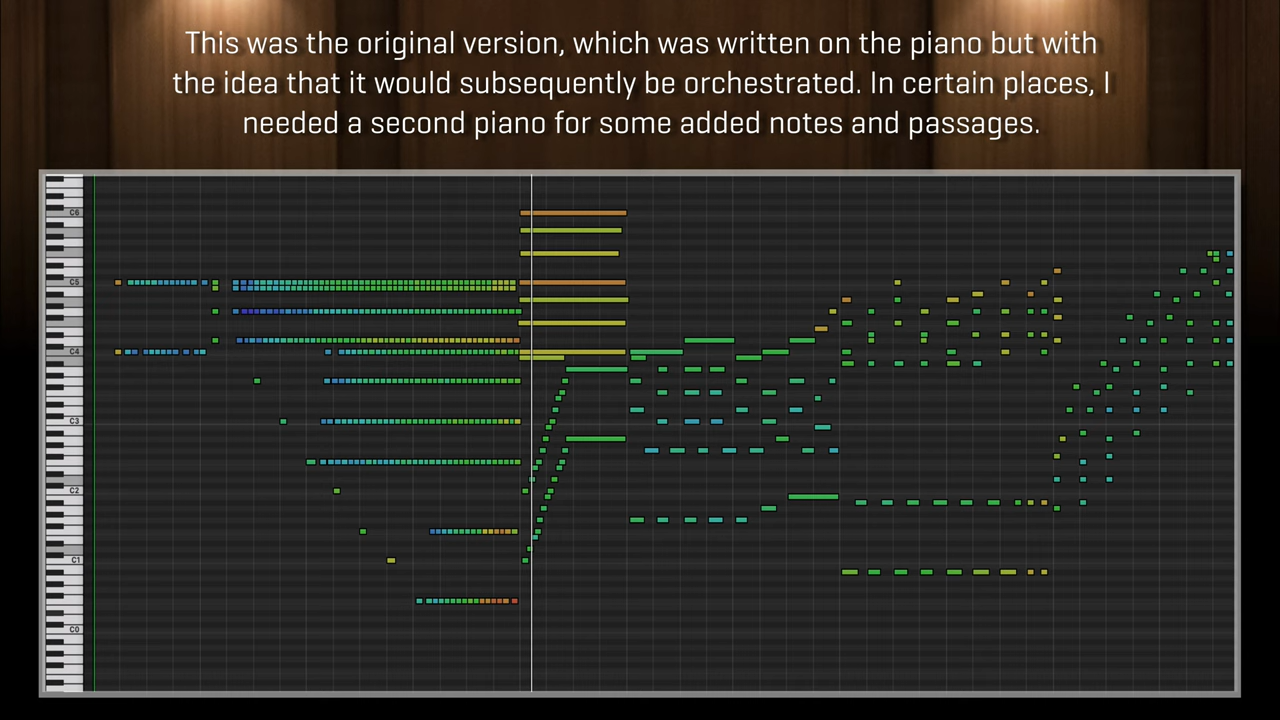 This was the original version, which was written on the piano but with
the idea that it would subsequently be orchestrated. In certain places, I
needed a second piano for some added notes and passages.
C6
C5
C4
C3
C2
C1
C0